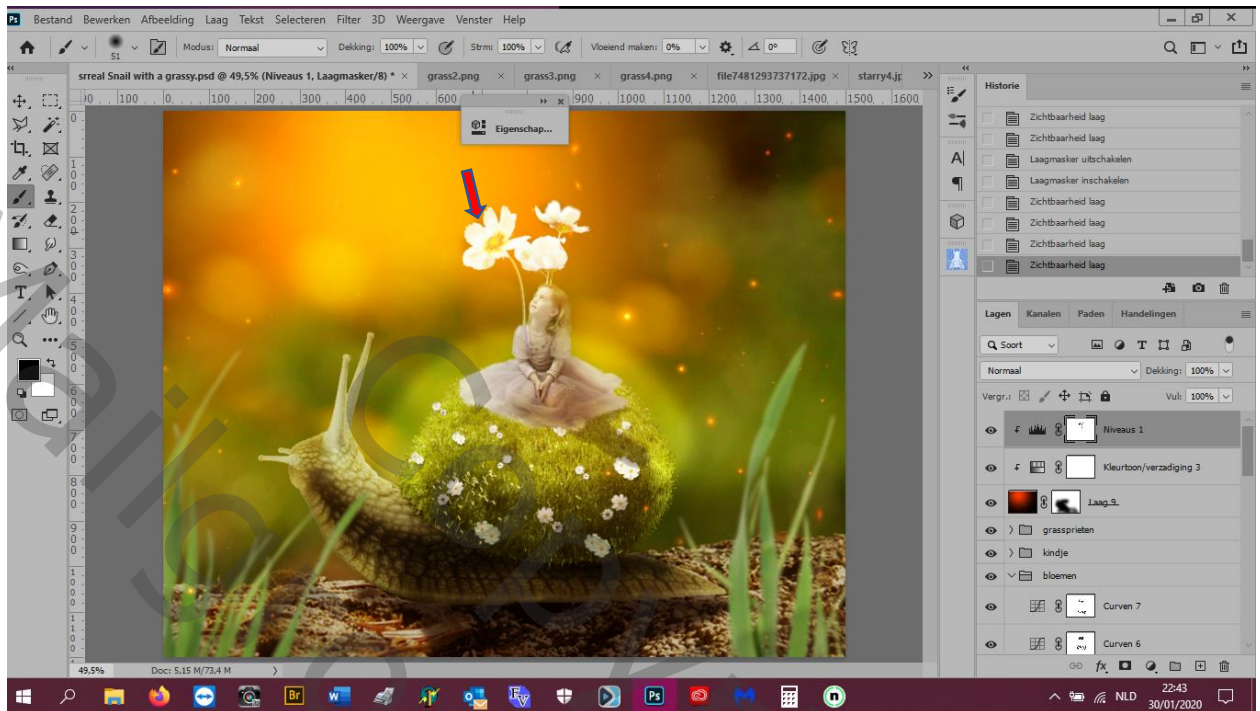 Ps Bestand Bewerken Afbeelding Laag Tekst Selecteren Filter 3D Weergave Venster Help
51 Modus: Normaal Dekking: 100% Strm: 100% Vloeiend maken: 0% 0°
srreal Snail with a grassy.psd @ 49,5% (Niveaus 1, Laagmasker/8) * × grass2.png × grass3.png × grass4.png × file7481293737172.jpg × starry4.jp
Historie
Eigenschap...
Zichtbaarheid laag
Zichtbaarheid laag
Laagmasker uitschakelen
Laagmasker inschakelen
Zichtbaarheid laag
Zichtbaarheid laag
Zichtbaarheid laag
Zichtbaarheid laag
Lagen Kanalen Paden Handelingen
Soort
Normaal Dekking: 100%
Vergr.: Vul: 100%
Niveaus 1
Kleurtoon/verzadiging 3
Laag 9
grassprieten
kindje
bloemen
Curven 7
Curven 6
49,5% Doc: 5,15 M/73,4 M
NLD 22:43
30/01/2020